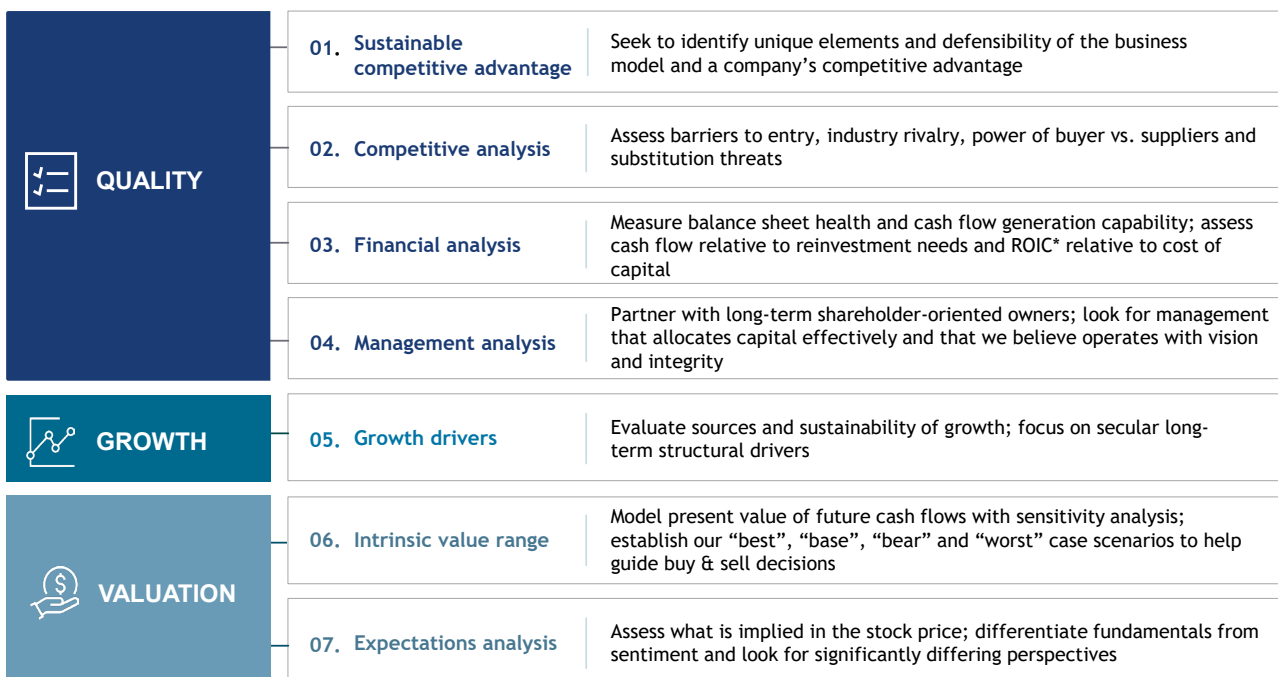 QUALITY
01. Sustainable
competitive advantage
Seek to identify unique elements and defensibility of the business
model and a company’s competitive advantage
02. Competitive analysis
Assess barriers to entry, industry rivalry, power of buyer vs. suppliers and
substitution threats
03. Financial analysis
Measure balance sheet health and cash flow generation capability; assess
cash flow relative to reinvestment needs and ROIC* relative to cost of
capital
04. Management analysis
Partner with long-term shareholder-oriented owners; look for management
that allocates capital effectively and that we believe operates with vision
and integrity
GROWTH
05. Growth drivers
Evaluate sources and sustainability of growth; focus on secular long-
term structural drivers
VALUATION
06. Intrinsic value range
Model present value of future cash flows with sensitivity analysis;
establish our “best”, “base”, “bear” and “worst” case scenarios to help
guide buy & sell decisions
07. Expectations analysis
Assess what is implied in the stock price; differentiate fundamentals from
sentiment and look for significantly differing perspectives